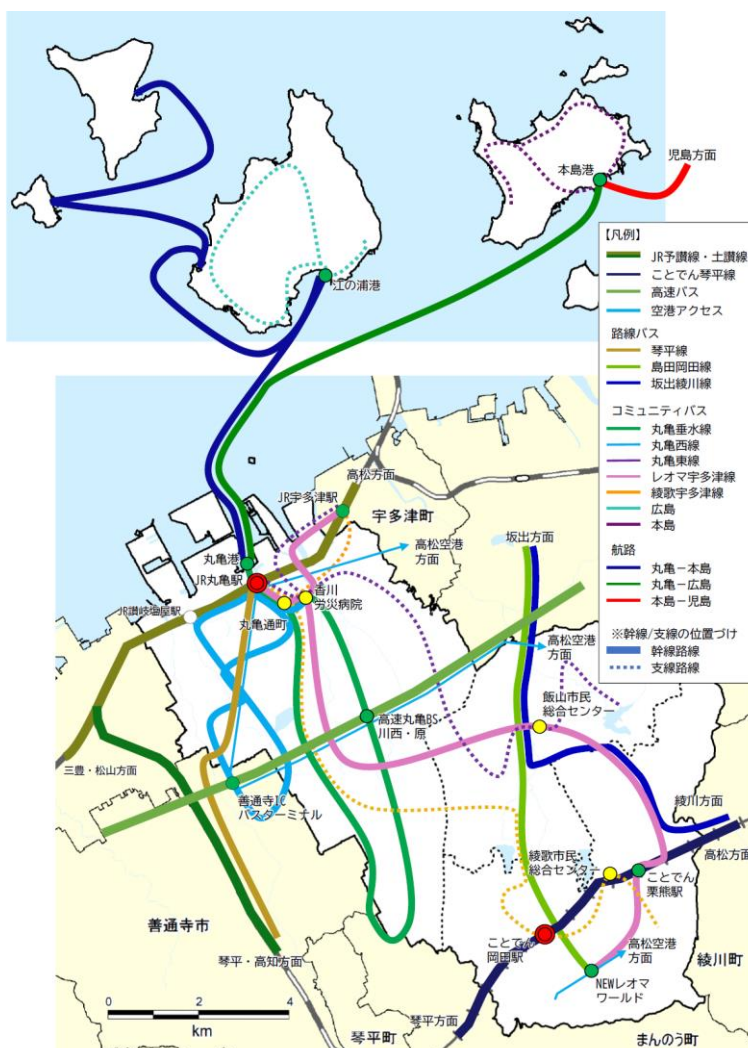 本島港
児島方面
江の浦港
【凡例】
JR予讃線・土讃線
ことでん琴平線
高速バス
空港アクセス
路線バス
琴平線
島田岡田線
坂出綾川線
コミュニティバス
丸亀垂水線
丸亀西線
丸亀東線
レオマ宇多津線
綾歌宇多津線
広島
本島
航路
丸亀ー本島
丸亀ー広島
本島ー児島
※幹線/支線の位置づけ
幹線路線
支線路線
高松方面
JR宇多津駅
宇多津町
坂出方面
丸亀港
JR丸亀駅
高松空港
方面
香川
労災病院
JR讃岐塩屋駅
丸亀通町
高松空港
方面
飯山市民
総合センター
高速丸亀BS
川西・原
三豊・松山方面
善通寺IC
バスターミナル
綾川方面
高松方面
綾歌市民
総合センター
ことでん
栗熊駅
善通寺市
ことでん
岡田駅
高松空港
方面
綾川町
琴平・高知方面
NEWレオマ
ワールド
0 2 4
km
琴平町
琴平方面
まんのう町